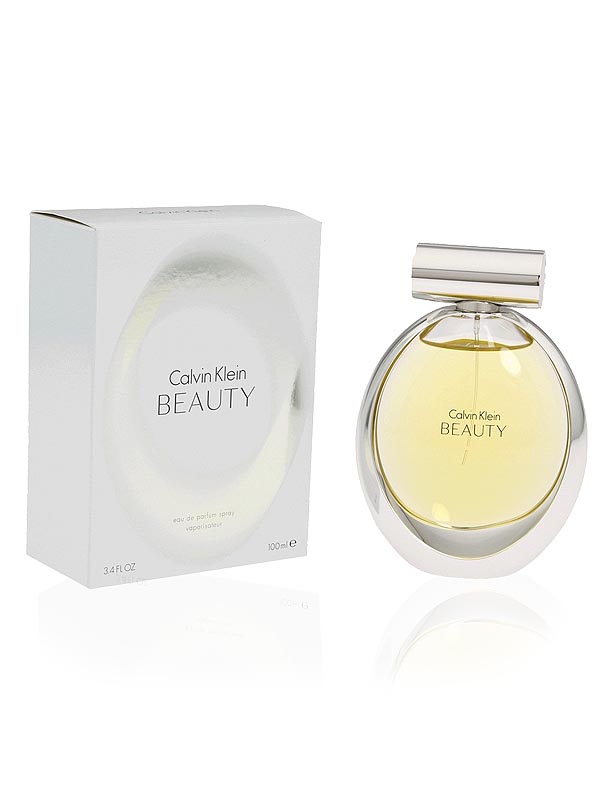 Calvin Klein
BEAUTY
eau de parfum spray
vaporisateur
3.4 FL OZ
100 ml e
Calvin Klein
BEAUTY